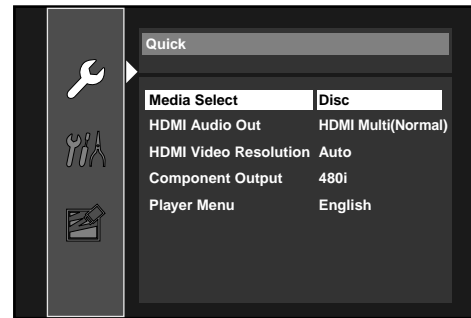 Quick
Media Select Disc
HDMI Audio Out HDMI Multi(Normal)
HDMI Video Resolution Auto
Component Output 480i
Player Menu English